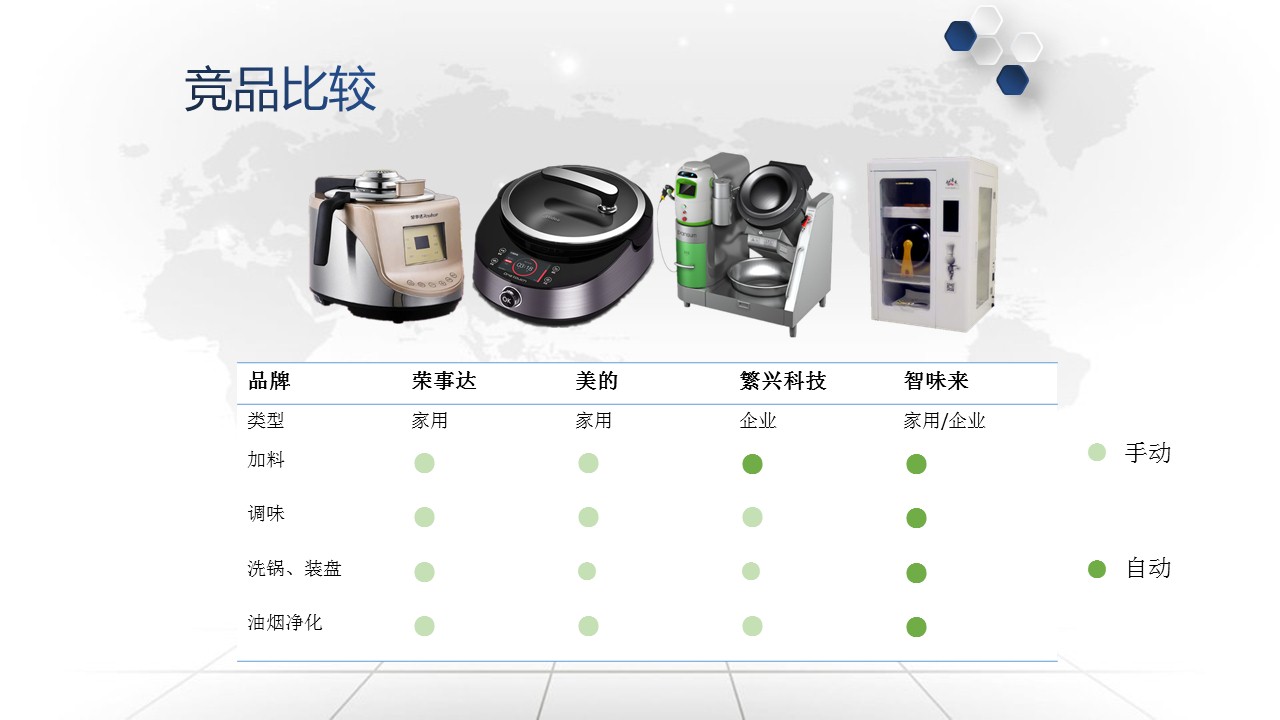 竞品比较
品牌 荣事达 美的 繁兴科技 智味来
类型 家用 家用 企业 家用/企业
加料
调味
洗锅、装盘
油烟净化
手动
自动
OK